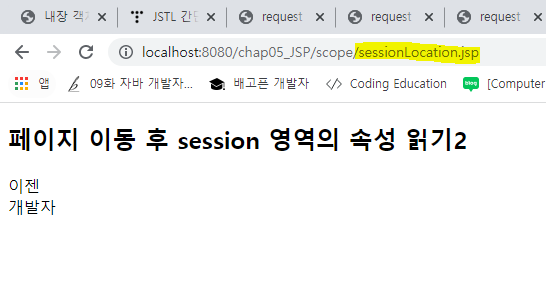 내장 객ㅊ
JSTL 간단
request
request
request
localhost:8080/chap05_JSP/scope/sessionLocation.jsp
앱
09화 자바 개발자...
배고픈 개발자
Coding Education
[Computer
페이지 이동 후 session 영역의 속성 읽기2
이젠
개발자